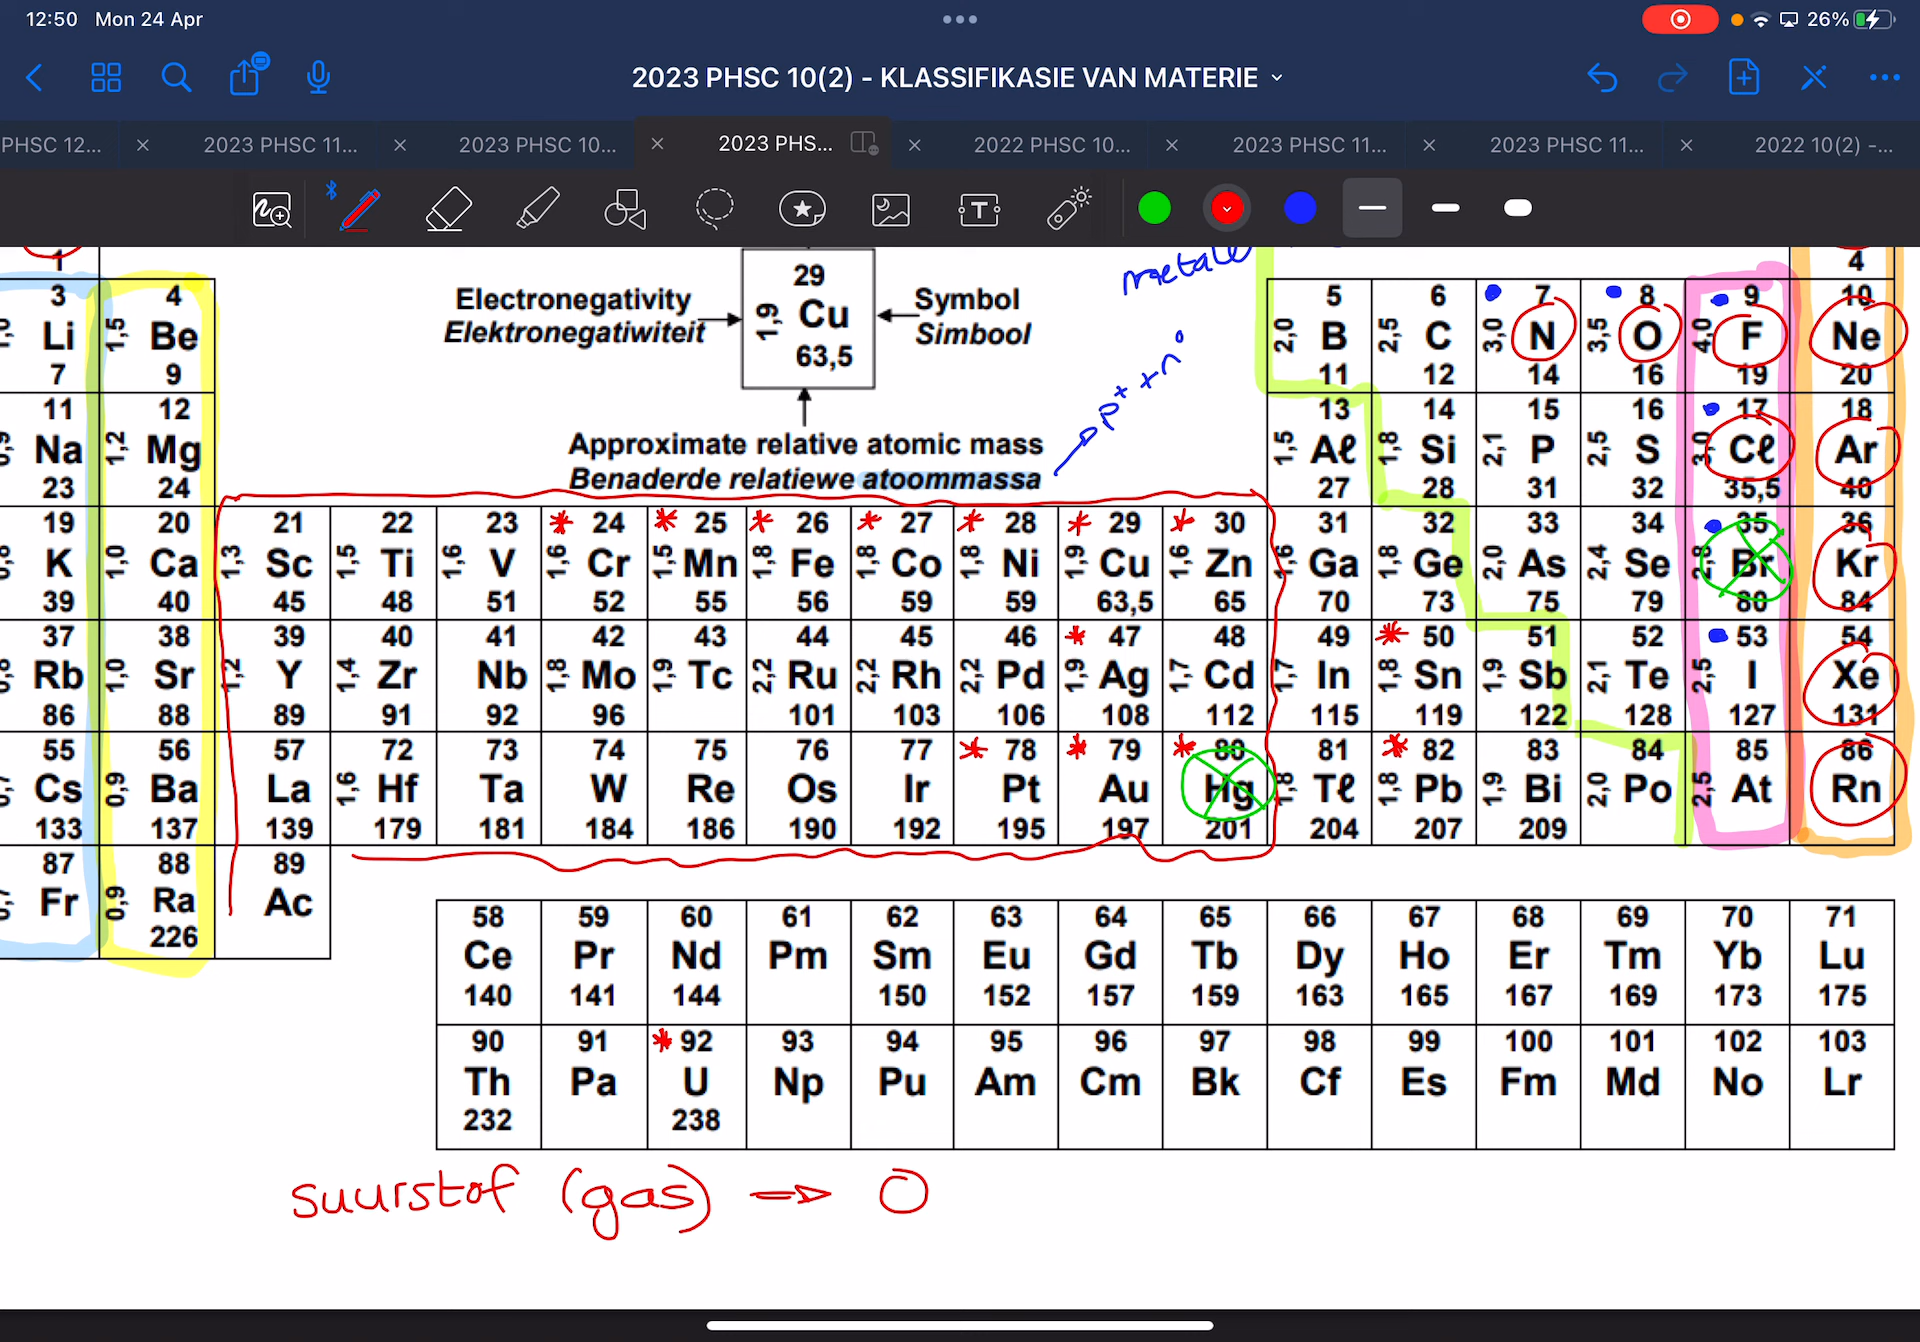 12:50 Mon 24 Apr
26%
2023 PHSC 10(2) - KLASSIFIKASIE VAN MATERIE
PHSC 12... 2023 PHSC 11... 2023 PHSC 10... 2023 PHS... 2022 PHSC 10... 2023 PHSC 11... 2023 PHSC 11... 2022 10(2) -...
1 4
metale
3 4 29 5 6 7 8 9 10
Li 1,5 Be Electronegativity 1,9 Cu Symbol 2,0 B 2,5 C 3,0 N 3,5 O 4,0 F Ne
Elektronegatiwiteit Simbool
7 9 63,5 11 12 14 16 19 20
p⁺ + n⁰
11 12 13 14 15 16 17 18
Na 1,2 Mg Approximate relative atomic mass 1,5 Aℓ 1,8 Si 2,1 P 2,5 S 3,0 Cℓ Ar
23 24 Benaderde relatiewe atoommassa 27 28 31 32 35,5 40
19 20 21 22 23 24 25 26 27 28 29 30 31 32 33 34 35 36
K 1,0 Ca 1,3 Sc 1,5 Ti 1,6 V 1,6 Cr 1,5 Mn 1,8 Fe 1,8 Co 1,8 Ni 1,9 Cu 1,6 Zn 1,6 Ga 1,8 Ge 2,0 As 2,4 Se 2,8 Br Kr
39 40 45 48 51 52 55 56 59 59 63,5 65 70 73 75 79 80 84
37 38 39 40 41 42 43 44 45 46 47 48 49 50 51 52 53 54
Rb 1,0 Sr 1,2 Y 1,4 Zr Nb 1,8 Mo 1,9 Tc 2,2 Ru 2,2 Rh 2,2 Pd 1,9 Ag 1,7 Cd 1,7 In 1,8 Sn 1,9 Sb 2,1 Te 2,5 I Xe
86 88 89 91 92 96 101 103 106 108 112 115 119 122 128 127 131
55 56 57 72 73 74 75 76 77 78 79 80 81 82 83 84 85 86
Cs 0,9 Ba La 1,6 Hf Ta W Re Os Ir Pt Au Hg 1,8 Tℓ 1,8 Pb 1,9 Bi 2,0 Po 2,5 At Rn
133 137 139 179 181 184 186 190 192 195 197 201 204 207 209
87 88 89
Fr 0,9 Ra Ac
226
58 59 60 61 62 63 64 65 66 67 68 69 70 71
Ce Pr Nd Pm Sm Eu Gd Tb Dy Ho Er Tm Yb Lu
140 141 144 150 152 157 159 163 165 167 169 173 175
90 91 92 93 94 95 96 97 98 99 100 101 102 103
Th Pa U Np Pu Am Cm Bk Cf Es Fm Md No Lr
232 238
suurstof (gas) ⇒ O